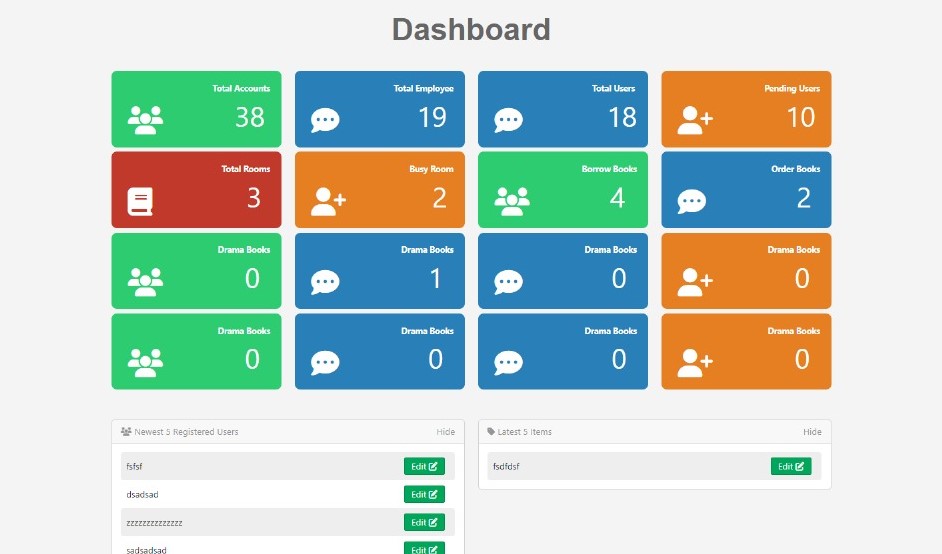 Dashboard
Total Accounts
38
Total Employee
19
Total Users
18
Pending Users
10
Total Rooms
3
Busy Room
2
Borrow Books
4
Order Books
2
Drama Books
0
Drama Books
1
Drama Books
0
Drama Books
0
Drama Books
0
Drama Books
0
Drama Books
0
Drama Books
0
Newest 5 Registered Users Hide
fsfsf Edit
dsadsad Edit
zzzzzzzzzzzzzz Edit
sadsadsad Edit
Latest 5 Items Hide
fsdfdsf Edit